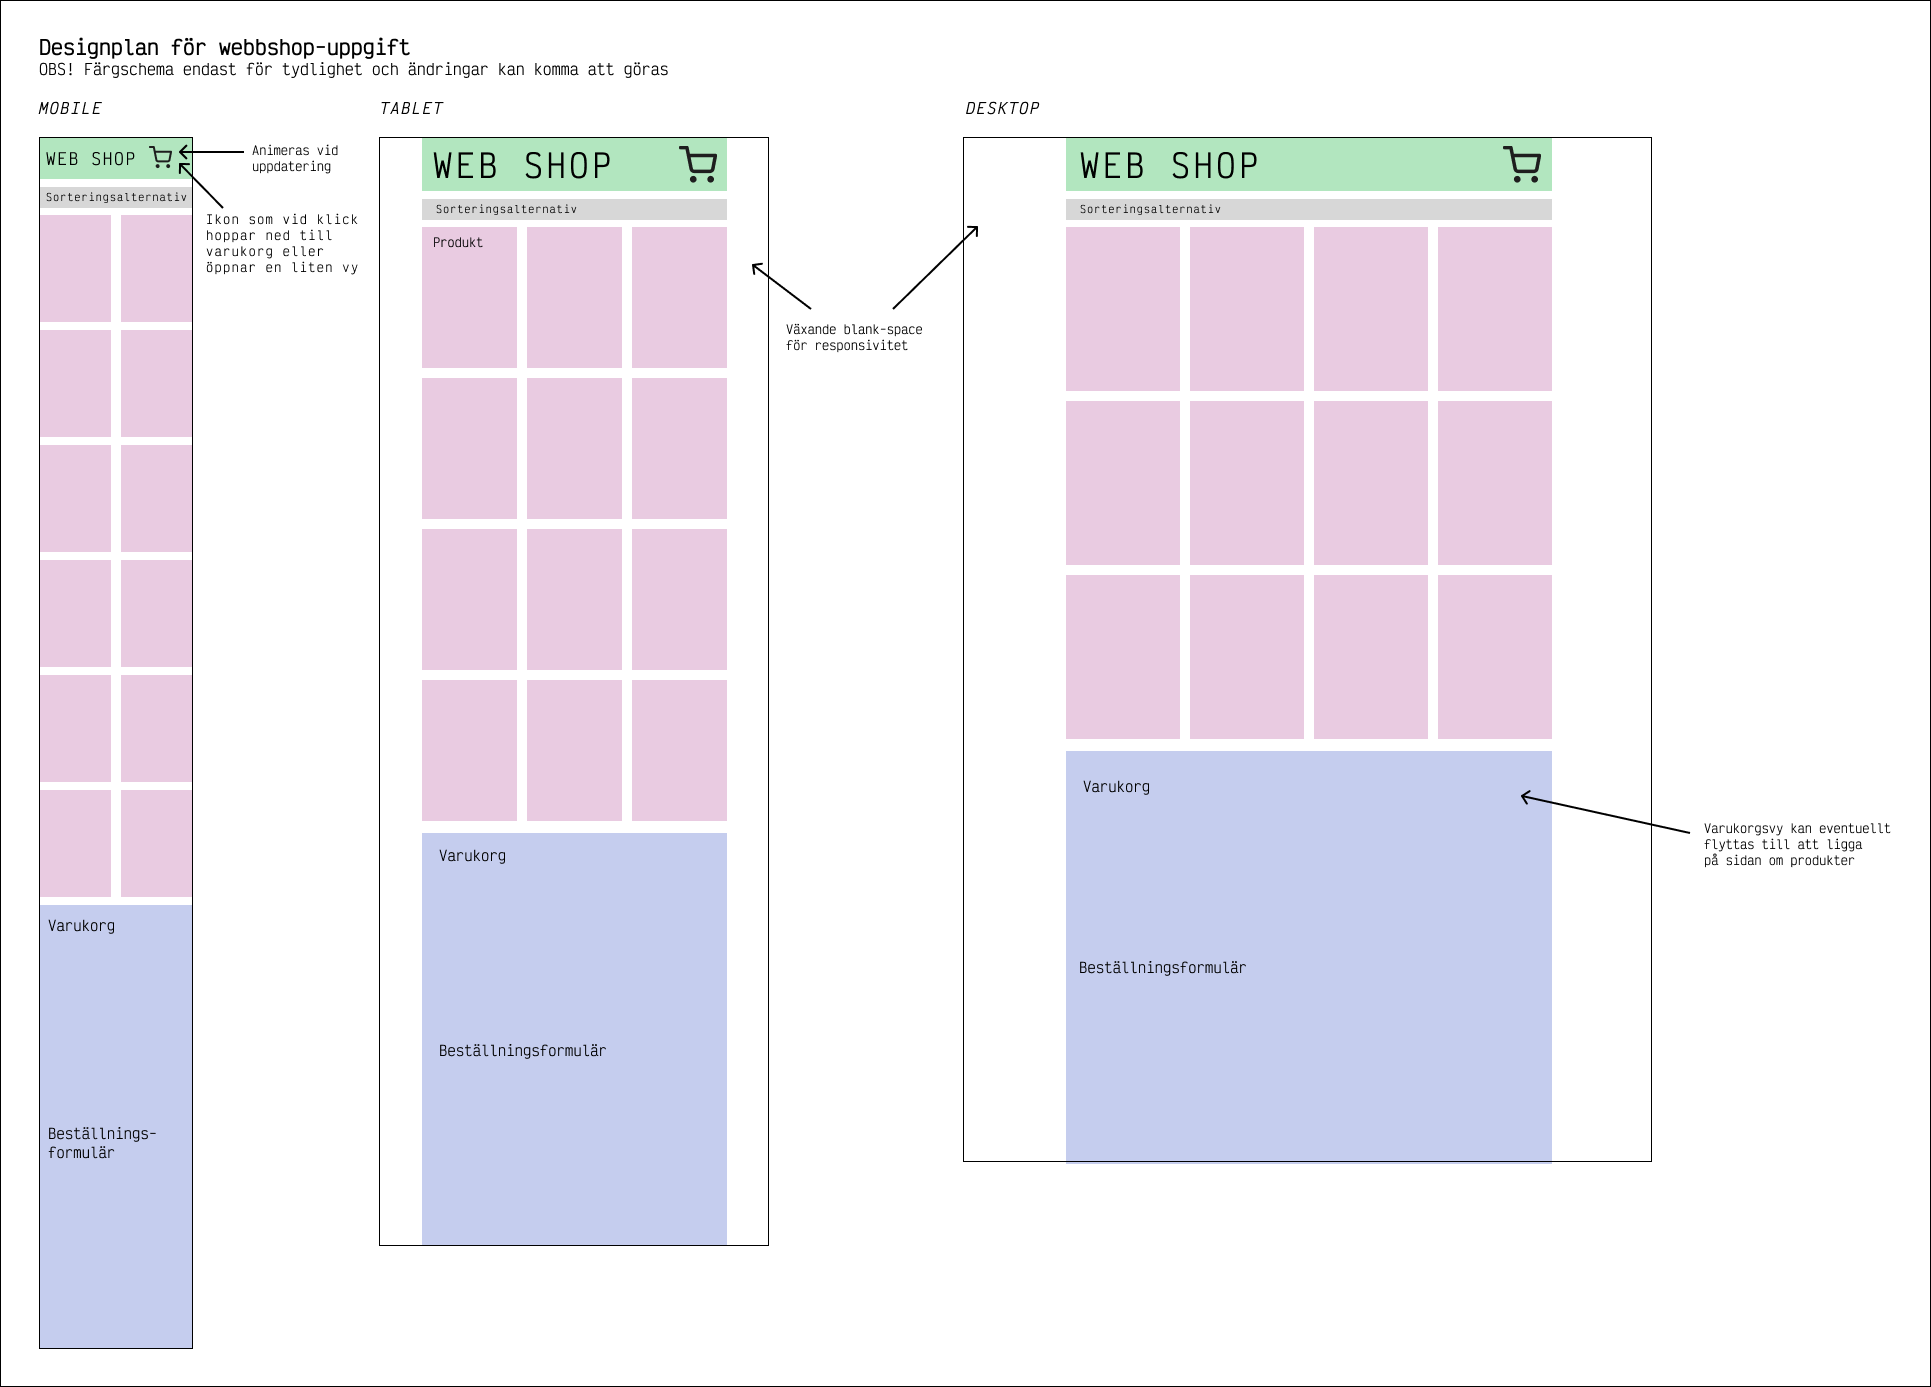 Designplan för webbshop-uppgift
OBS! Färgschema endast för tydlighet och ändringar kan komma att göras
MOBILE
WEB SHOP
Sorteringsalternativ
Animeras vid
uppdatering
Ikon som vid klick
hoppar ned till
varukorg eller
öppnar en liten vy
Varukorg
Beställnings-
formulär
TABLET
WEB SHOP
Sorteringsalternativ
Produkt
Varukorg
Beställningsformulär
Växande blank-space
för responsivitet
DESKTOP
WEB SHOP
Sorteringsalternativ
Varukorg
Beställningsformulär
Varukorgsvy kan eventuellt
flyttas till att ligga
på sidan om produkter